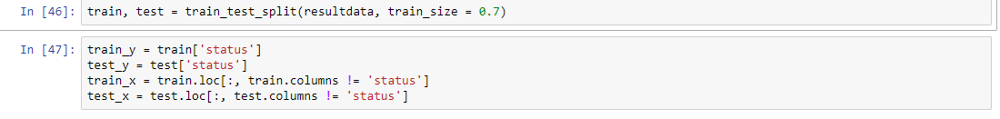 In [46]: train, test = train_test_split(resultdata, train_size = 0.7)
In [47]: train_y = train['status']
test_y = test['status']
train_x = train.loc[:, train.columns != 'status']
test_x = test.loc[:, test.columns != 'status']